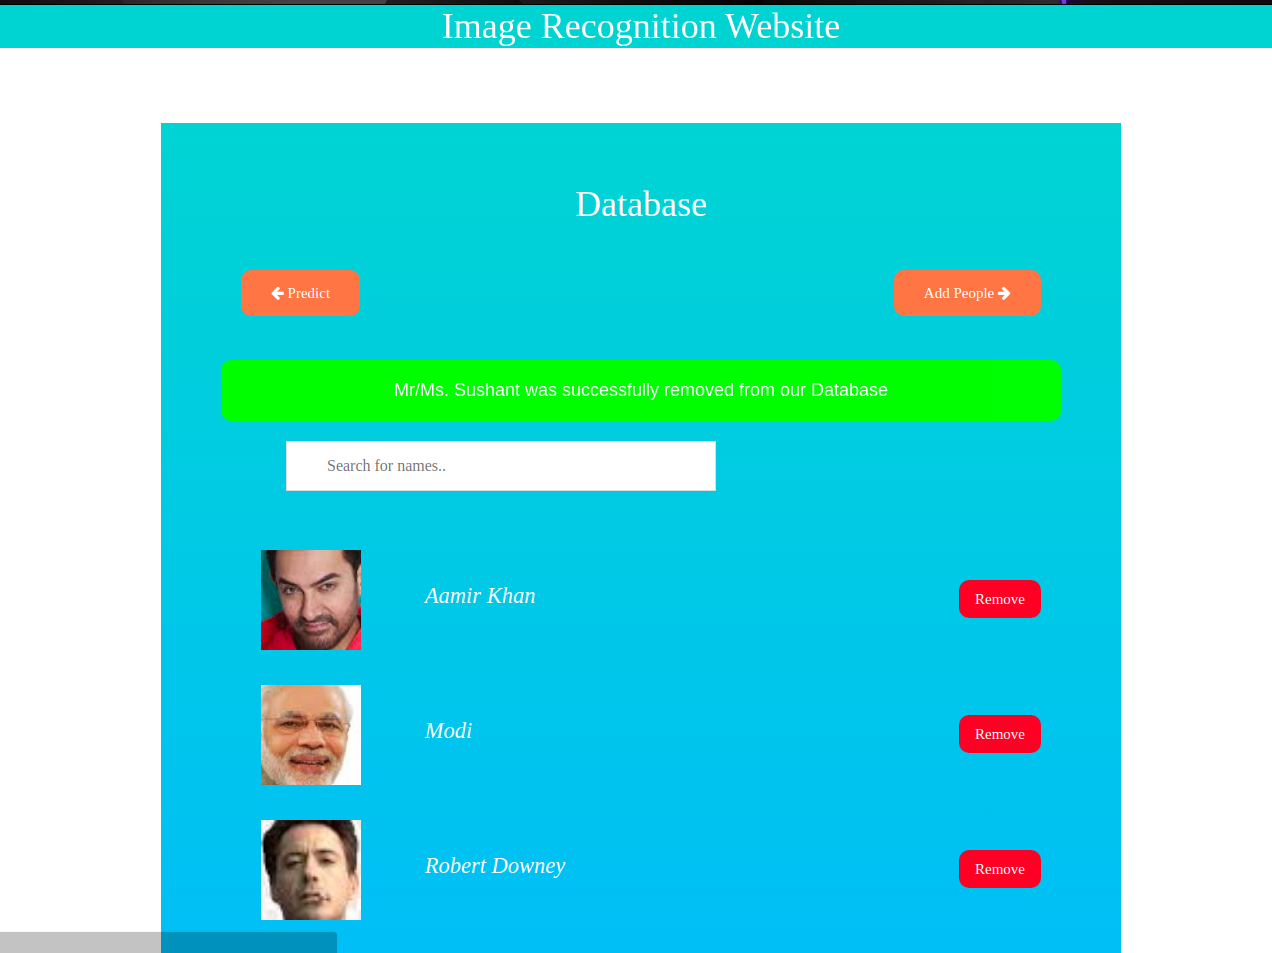 Image Recognition Website
Database
Predict
Add People
Mr/Ms. Sushant was successfully removed from our Database
Search for names..
Aamir Khan
Remove
Modi
Remove
Robert Downey
Remove